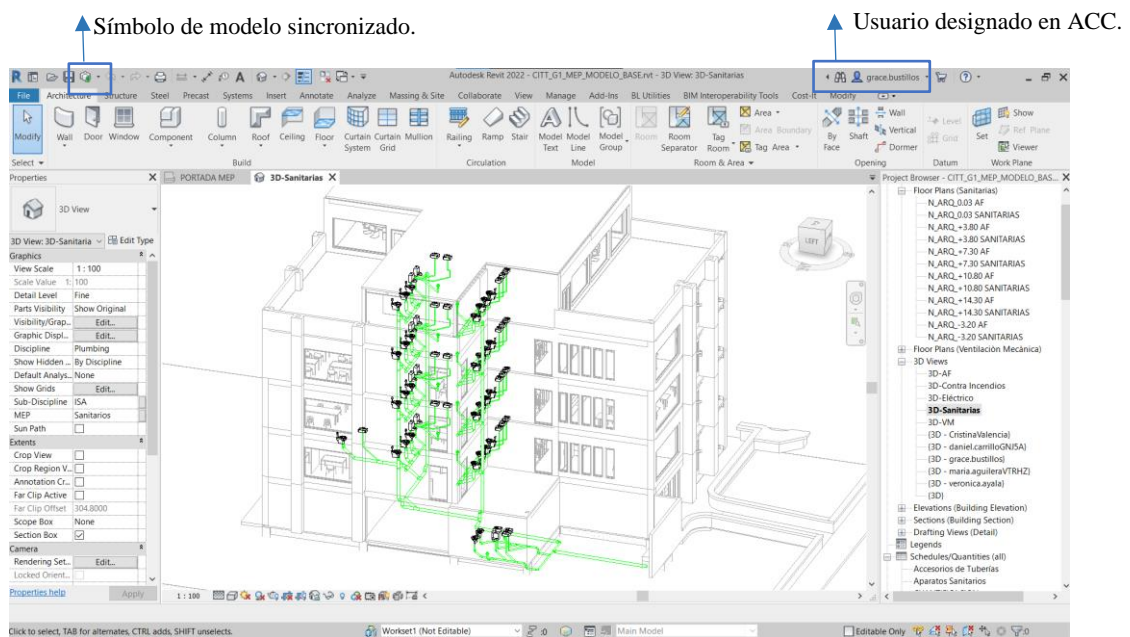 Símbolo de modelo sincronizado.
Usuario designado en ACC.
Autodesk Revit 2022 - CITT_G1_MEP_MODELO_BASE.rvt - 3D View: 3D-Sanitarias
grace.bustillos
File Architecture Structure Steel Precast Systems Insert Annotate Analyze Massing & Site Collaborate View Manage Add-Ins BL Utilities BIM Interoperability Tools Cost-It Modify
Modify
Wall
Door
Window
Component
Column
Roof
Ceiling
Floor
Curtain System
Curtain Grid
Mullion
Railing
Ramp
Stair
Model Text
Model Line
Model Group
Room
Room Separator
Tag Room
Area
Area Boundary
Tag Area
By Face
Shaft
Wall
Vertical
Dormer
Level
Grid
Set
Show
Ref Plane
Viewer
Select
Build
Circulation
Model
Room & Area
Opening
Datum
Work Plane
Properties
PORTADA MEP
3D-Sanitarias
Project Browser - CITT_G1_MEP_MODELO_BAS...
3D View
3D View: 3D-Sanitaria
Edit Type
Graphics
View Scale 1 : 100
Scale Value 1: 100
Detail Level Fine
Parts Visibility Show Original
Visibility/Grap... Edit...
Graphic Displ... Edit...
Discipline Plumbing
Show Hidden ... By Discipline
Default Analys... None
Show Grids Edit...
Sub-Discipline ISA
MEP Sanitarios
Sun Path
Extents
Crop View
Crop Region V...
Annotation Cr...
Far Clip Active
Far Clip Offset 304.8000
Scope Box None
Section Box
Camera
Rendering Set... Edit...
Locked Orient...
Properties help
Apply
LEFT
Floor Plans (Sanitarias)
N_ARQ_0.03 AF
N_ARQ_0.03 SANITARIAS
N_ARQ_+3.80 AF
N_ARQ_+3.80 SANITARIAS
N_ARQ_+7.30 AF
N_ARQ_+7.30 SANITARIAS
N_ARQ_+10.80 AF
N_ARQ_+10.80 SANITARIAS
N_ARQ_+14.30 AF
N_ARQ_+14.30 SANITARIAS
N_ARQ_-3.20 AF
N_ARQ_-3.20 SANITARIAS
Floor Plans (Ventilación Mecánica)
3D Views
3D-AF
3D-Contra Incendios
3D-Eléctrico
3D-Sanitarias
3D-VM
{3D - CristinaValencia}
{3D - daniel.carrilloGNJ5A}
{3D - grace.bustillos}
{3D - maria.aguileraVTRHZ}
{3D - veronica.ayala}
{3D}
Elevations (Building Elevation)
Sections (Building Section)
Drafting Views (Detail)
Legends
Schedules/Quantities (all)
Accesorios de Tuberías
Aparatos Sanitarios
1 : 100
Click to select, TAB for alternates, CTRL adds, SHIFT unselects.
Workset1 (Not Editable)
:0
Main Model
Editable Only
:0